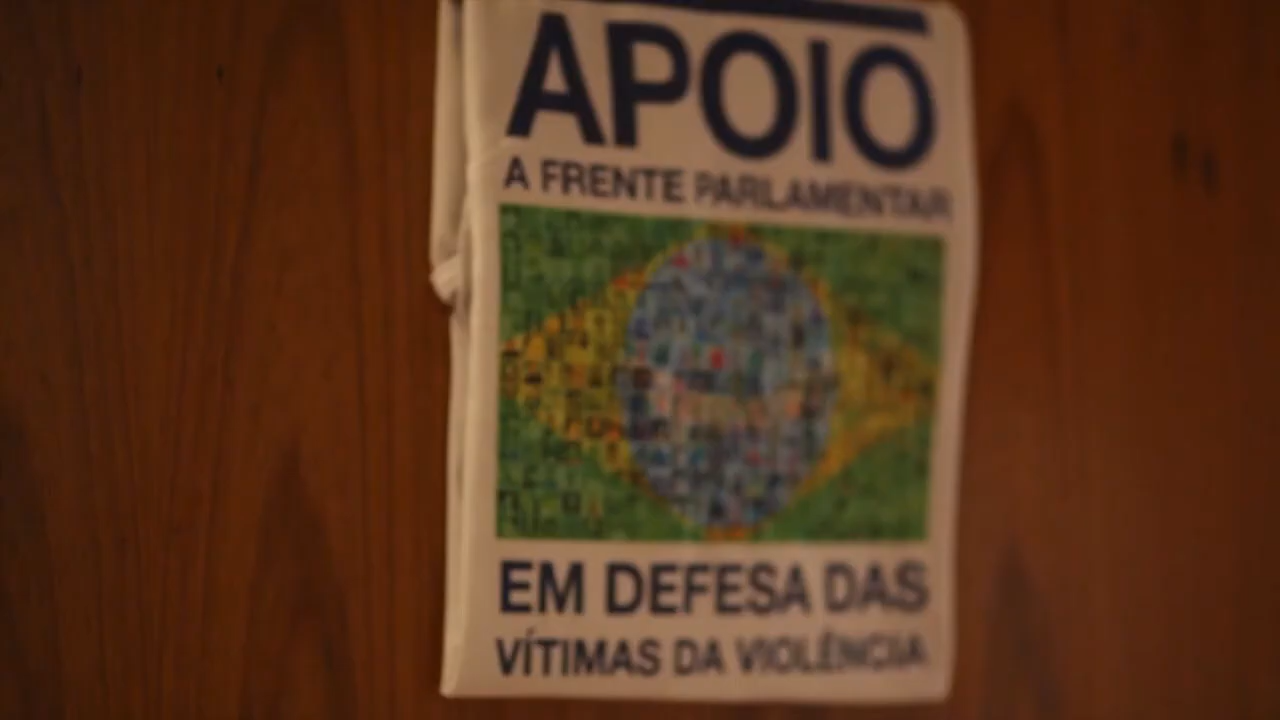 APOIO
A FRENTE PARLAMENTAR
EM DEFESA DAS
VÍTIMAS DA VIOLÊNCIA